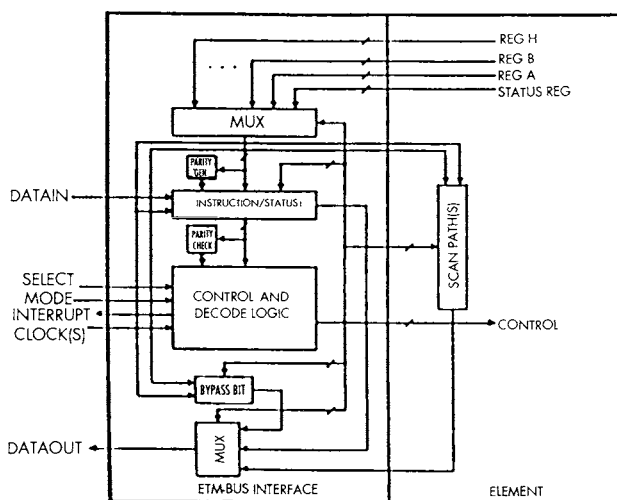 REG H
REG B
REG A
STATUS REG
. . . .
MUX
PARITY
GEN
DATAIN
INSTRUCTION/STATUS
PARITY
CHECK
SCAN PATH(S)
SELECT
MODE
INTERRUPT
CLOCK(S)
CONTROL AND
DECODE LOGIC
CONTROL
BYPASS BIT
DATAOUT
MUX
ETM-BUS INTERFACE
ELEMENT